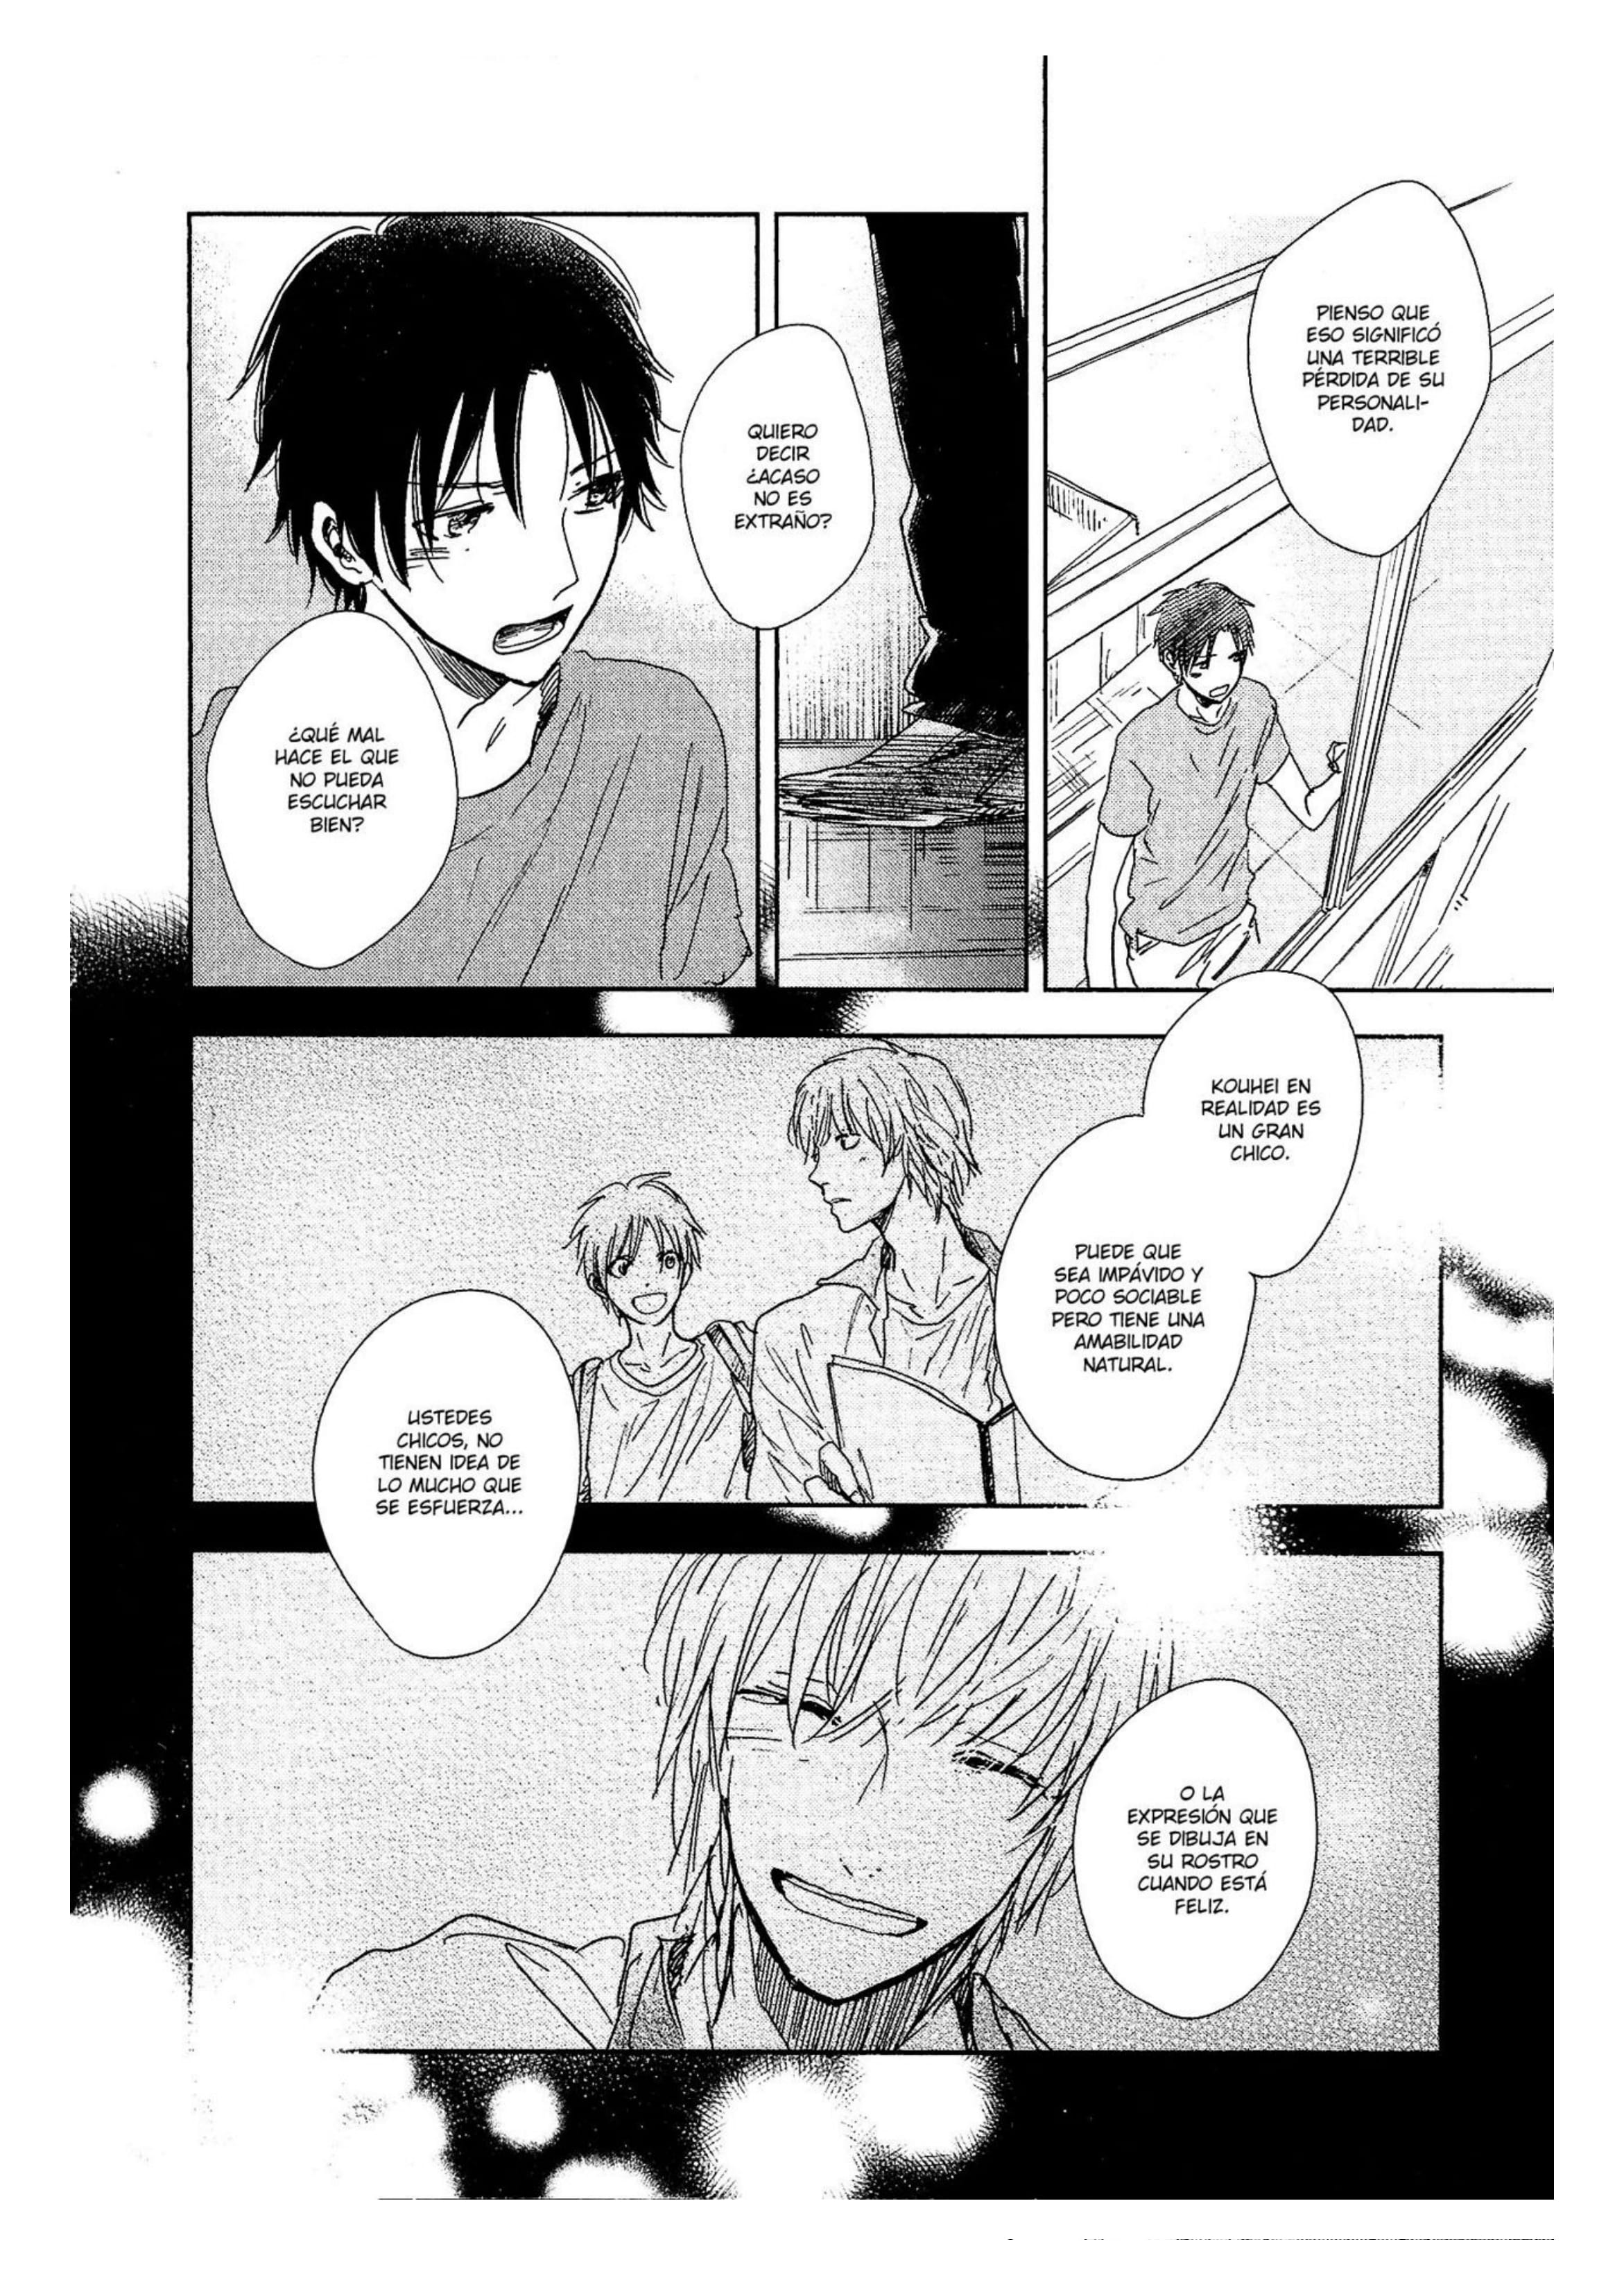 PIENSO QUE
ESO SIGNIFICÓ
UNA TERRIBLE
PÉRDIDA DE SU
PERSONALI-
DAD.
QUIERO
DECIR
¿ACASO
NO ES
EXTRAÑO?
¿QUÉ MAL
HACE EL QUE
NO PUEDA
ESCUCHAR
BIEN?
KOUHEI EN
REALIDAD ES
UN GRAN
CHICO.
PUEDE QUE
SEA IMPÁVIDO Y
POCO SOCIABLE
PERO TIENE UNA
AMABILIDAD
NATURAL.
USTEDES
CHICOS, NO
TIENEN IDEA DE
LO MUCHO QUE
SE ESFUERZA...
O LA
EXPRESIÓN QUE
SE DIBUJA EN
SU ROSTRO
CUANDO ESTÁ
FELIZ.